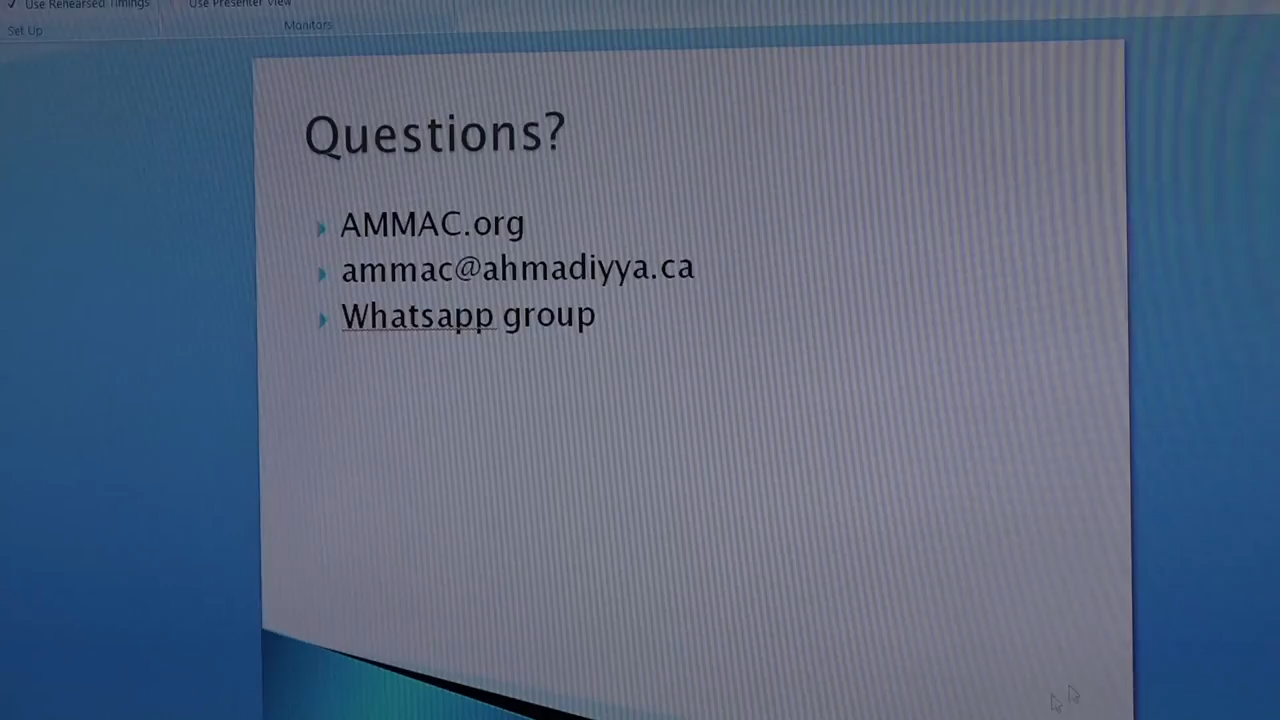 ✓ Use Rehearsed Timings
Use Presenter View
Set Up
Monitors
Questions?
AMMAC.org
ammac@ahmadiyya.ca
Whatsapp group